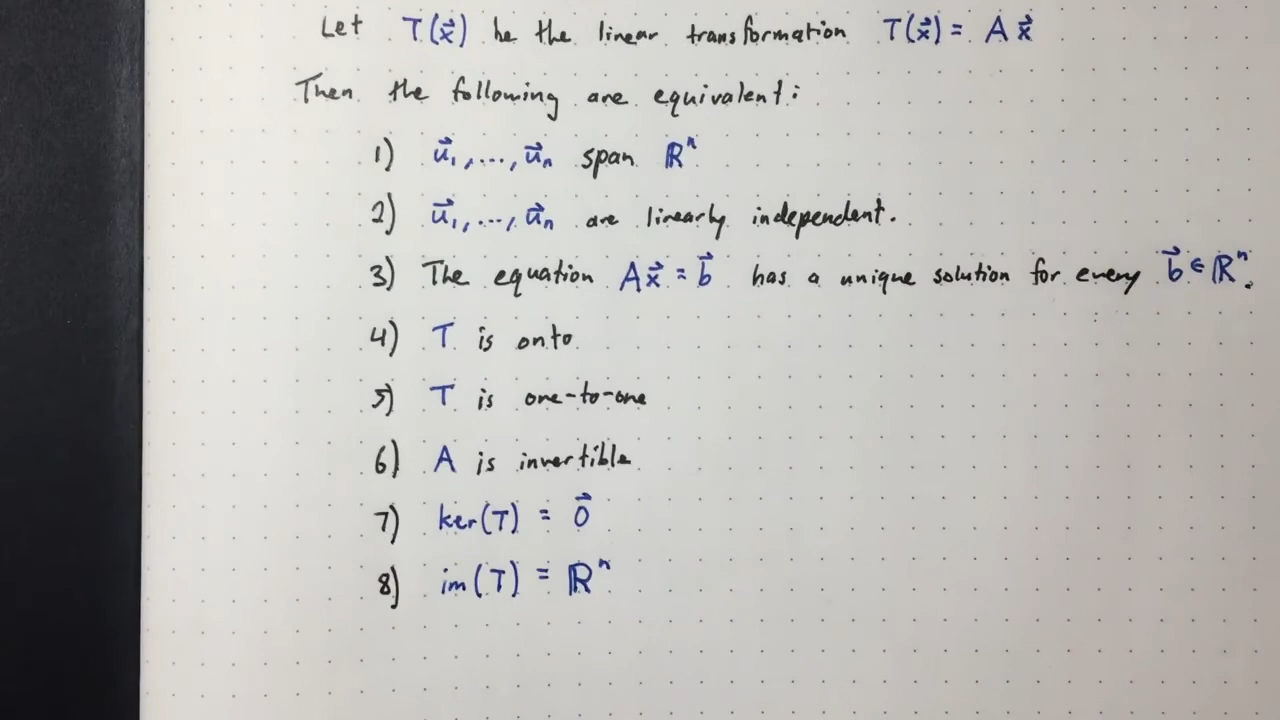 Let T(x⃗) be the linear transformation T(x⃗) = A x⃗
Then the following are equivalent:
1) u⃗₁,...,u⃗ₙ span ℝⁿ
2) u⃗₁,...,u⃗ₙ are linearly independent.
3) The equation Ax⃗ = b⃗ has a unique solution for every b⃗ ∈ ℝⁿ.
4) T is onto
5) T is one-to-one
6) A is invertible
7) ker(T) = 0⃗
8) im(T) = ℝⁿ